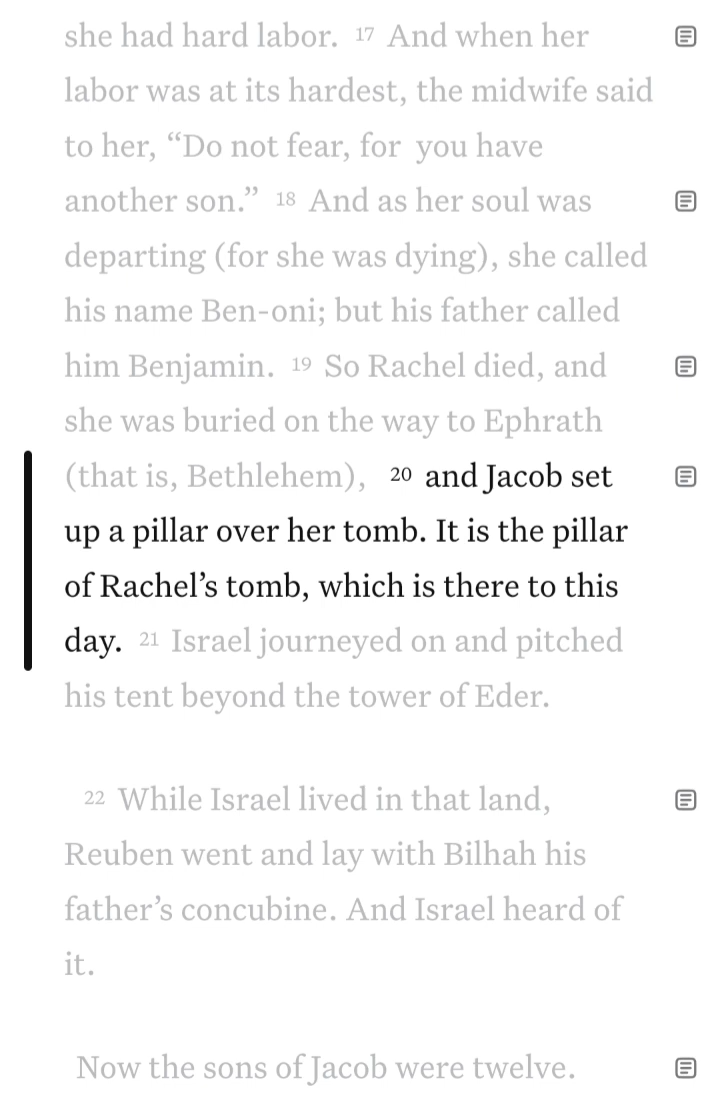 she had hard labor. 17 And when her
labor was at its hardest, the midwife said
to her, “Do not fear, for you have
another son.” 18 And as her soul was
departing (for she was dying), she called
his name Ben-oni; but his father called
him Benjamin. 19 So Rachel died, and
she was buried on the way to Ephrath
(that is, Bethlehem), 20 and Jacob set
up a pillar over her tomb. It is the pillar
of Rachel’s tomb, which is there to this
day. 21 Israel journeyed on and pitched
his tent beyond the tower of Eder.
22 While Israel lived in that land,
Reuben went and lay with Bilhah his
father’s concubine. And Israel heard of
it.
Now the sons of Jacob were twelve.